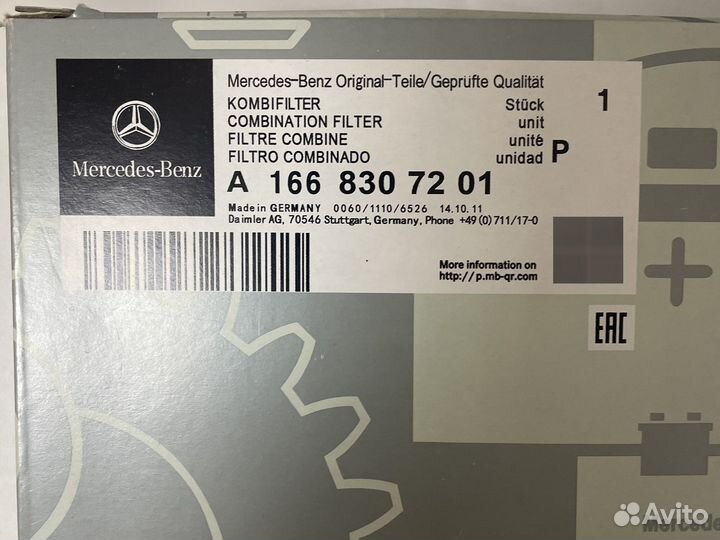 Mercedes-Benz
Mercedes-Benz Original-Teile/Geprüfte Qualität
KOMBIFILTER Stück 1
COMBINATION FILTER unit
FILTRE COMBINE unité
FILTRO COMBINADO unidad P
A 166 830 72 01
Made in GERMANY 0060/1110/6526 14.10.11
Daimler AG, 70546 Stuttgart, Germany, Phone +49(0)711/17-0
More information on
http://p.mb-qr.com
EAC
Mercedes
Avito